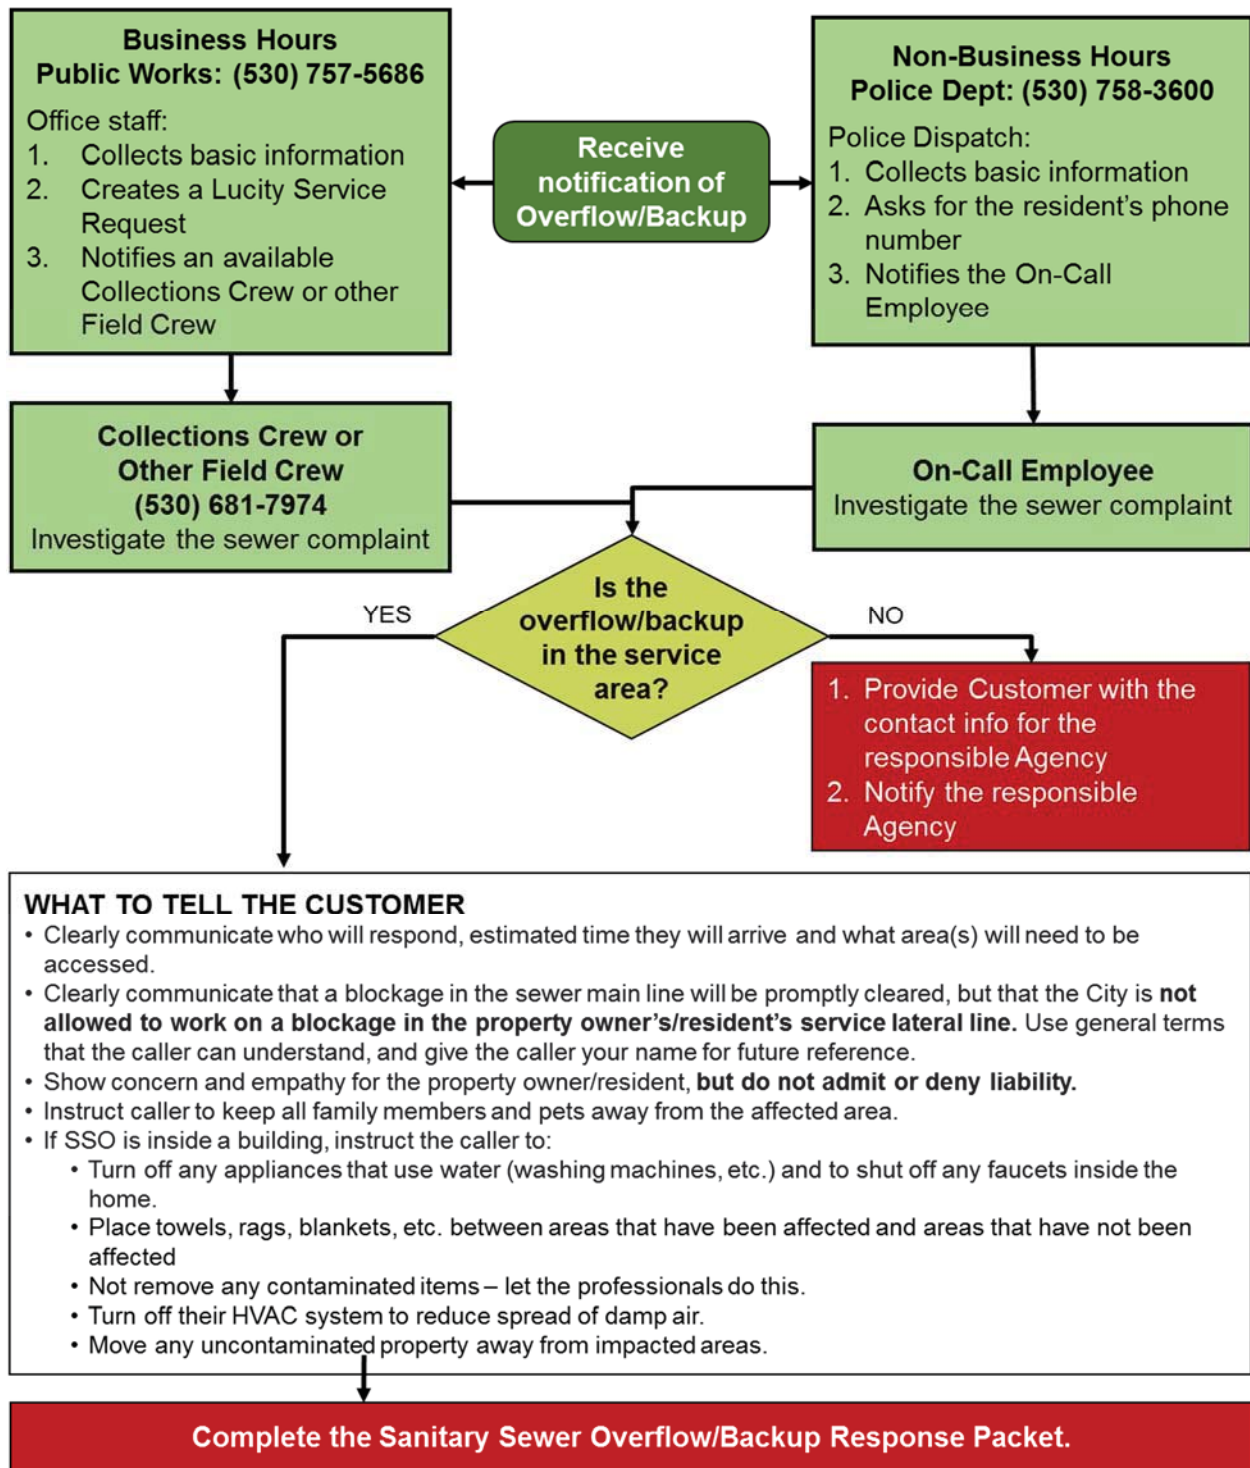 Business Hours
Public Works: (530) 757-5686
Office staff:
1. Collects basic information
2. Creates a Lucity Service
Request
3. Notifies an available
Collections Crew or other
Field Crew
Receive
notification of
Overflow/Backup
Non-Business Hours
Police Dept: (530) 758-3600
Police Dispatch:
1. Collects basic information
2. Asks for the resident's phone
number
3. Notifies the On-Call
Employee
Collections Crew or
Other Field Crew
(530) 681-7974
Investigate the sewer complaint
On-Call Employee
Investigate the sewer complaint
Is the
overflow/backup
in the service
area?
YES
NO
1. Provide Customer with the
contact info for the
responsible Agency
2. Notify the responsible
Agency
WHAT TO TELL THE CUSTOMER
• Clearly communicate who will respond, estimated time they will arrive and what area(s) will need to be
accessed.
• Clearly communicate that a blockage in the sewer main line will be promptly cleared, but that the City is not
allowed to work on a blockage in the property owner's/resident's service lateral line. Use general terms
that the caller can understand, and give the caller your name for future reference.
• Show concern and empathy for the property owner/resident, but do not admit or deny liability.
• Instruct caller to keep all family members and pets away from the affected area.
• If SSO is inside a building, instruct the caller to:
• Turn off any appliances that use water (washing machines, etc.) and to shut off any faucets inside the
home.
• Place towels, rags, blankets, etc. between areas that have been affected and areas that have not been
affected
• Not remove any contaminated items – let the professionals do this.
• Turn off their HVAC system to reduce spread of damp air.
• Move any uncontaminated property away from impacted areas.
Complete the Sanitary Sewer Overflow/Backup Response Packet.